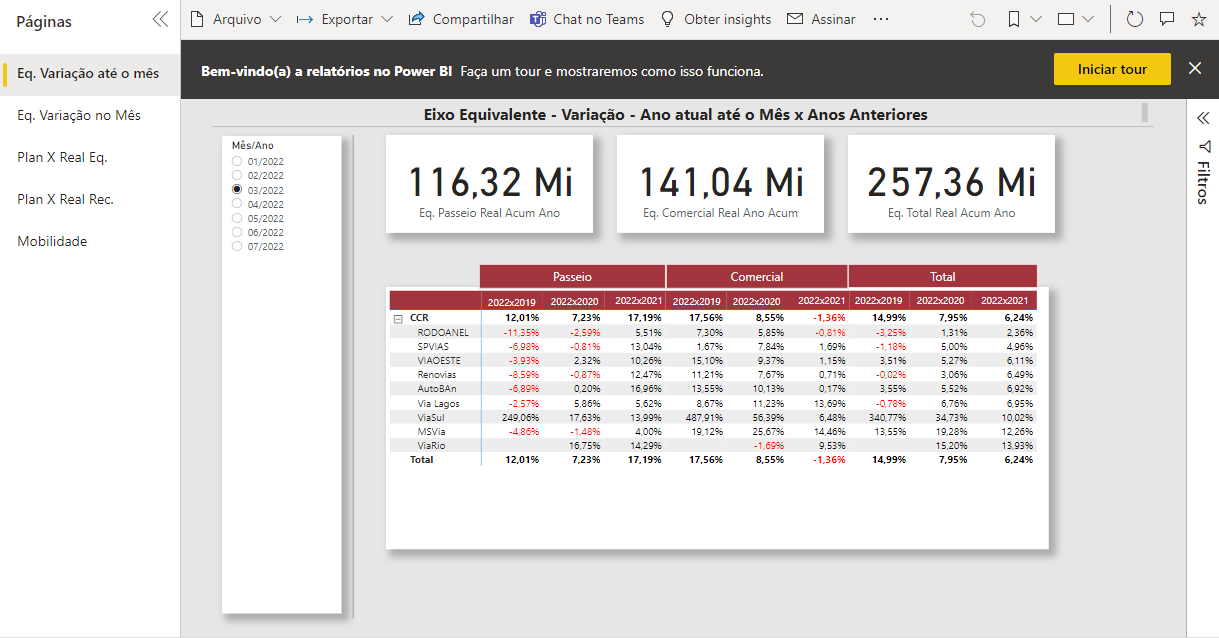 Páginas
Arquivo Exportar Compartilhar Chat no Teams Obter insights Assinar ...
Eq. Variação até o mês
Eq. Variação no Mês
Plan X Real Eq.
Plan X Real Rec.
Mobilidade
Bem-vindo(a) a relatórios no Power BI Faça um tour e mostraremos como isso funciona.
Iniciar tour
Filtros
Eixo Equivalente - Variação - Ano atual até o Mês x Anos Anteriores
Mês/Ano
01/2022
02/2022
03/2022
04/2022
05/2022
06/2022
07/2022
116,32 Mi
Eq. Passeio Real Acum Ano
141,04 Mi
Eq. Comercial Real Ano Acum
257,36 Mi
Eq. Total Real Acum Ano
Passeio Comercial Total
2022x2019 2022x2020 2022x2021 2022x2019 2022x2020 2022x2021 2022x2019 2022x2020 2022x2021
CCR 12,01% 7,23% 17,19% 17,56% 8,55% -1,36% 14,99% 7,95% 6,24%
RODOANEL -11,35% -2,59% 5,51% 7,30% 5,85% -0,81% -3,25% 1,31% 2,36%
SPVIAS -6,98% -0,81% 13,04% 1,67% 7,84% 1,69% -1,18% 5,00% 4,96%
VIAOESTE -3,93% 2,32% 10,26% 15,10% 9,37% 1,15% 3,51% 5,27% 6,11%
Renovias -8,59% -0,87% 12,47% 11,21% 7,67% 0,71% -0,02% 3,06% 6,49%
AutoBAn -6,89% 0,20% 16,96% 13,55% 10,13% 0,17% 3,55% 5,52% 6,92%
Via Lagos -2,57% 5,86% 5,62% 8,67% 11,23% 13,69% -0,78% 6,76% 6,95%
ViaSul 249,06% 17,63% 13,99% 487,91% 56,39% 6,48% 340,77% 34,73% 10,02%
MSVia -4,86% -1,48% 4,00% 19,12% 25,67% 14,46% 13,55% 19,28% 12,26%
ViaRio 16,75% 14,29% -1,69% 9,53% 15,20% 13,93%
Total 12,01% 7,23% 17,19% 17,56% 8,55% -1,36% 14,99% 7,95% 6,24%